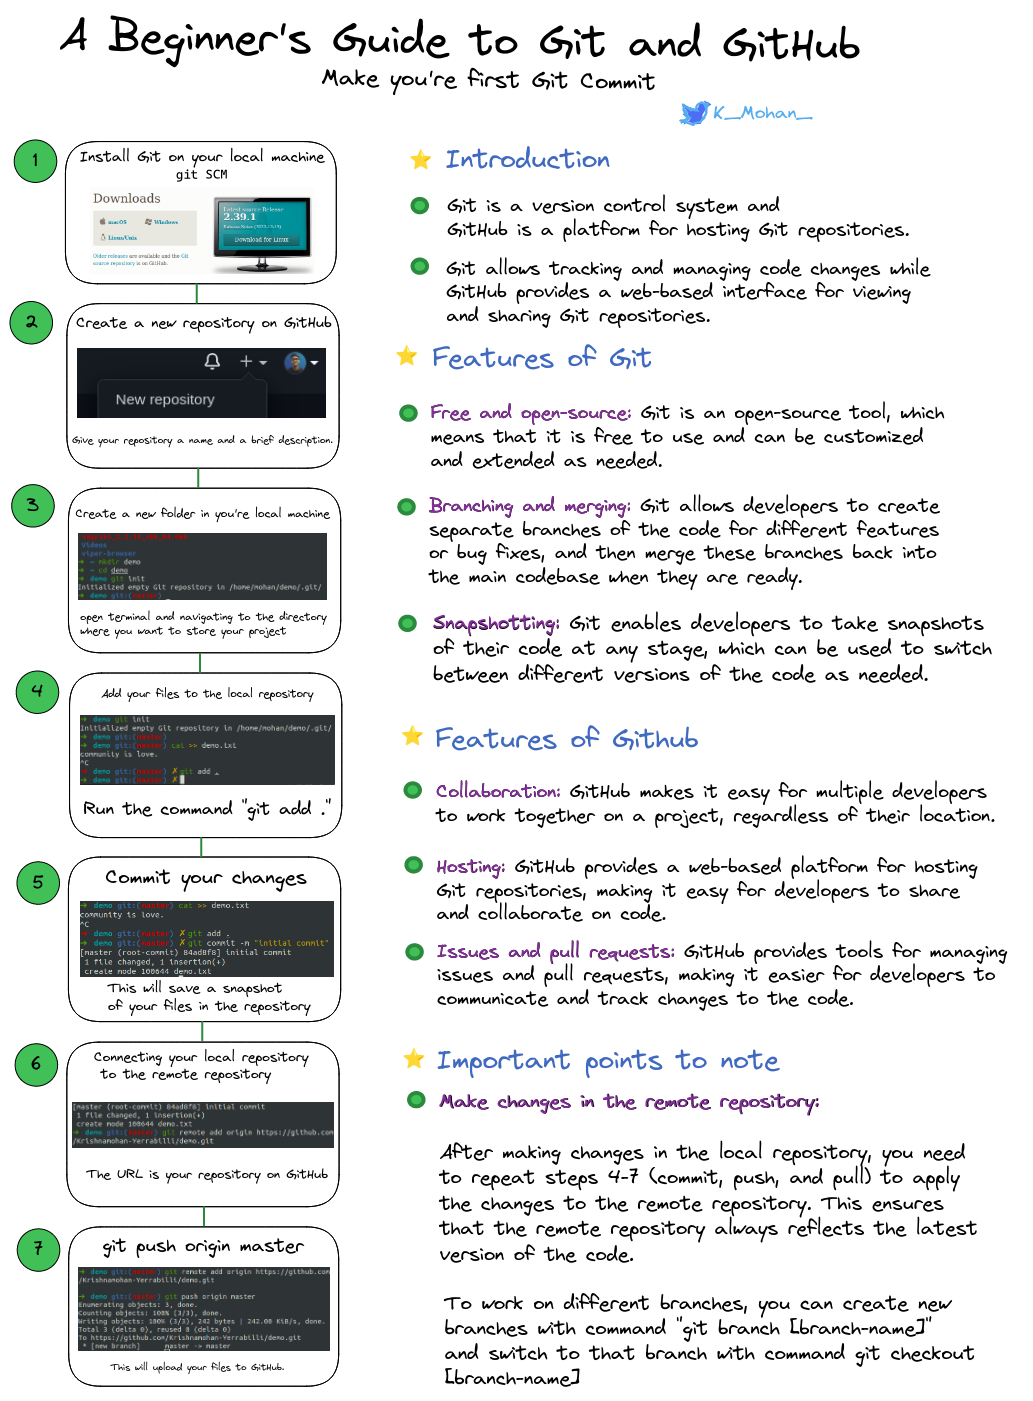 A Beginner's Guide to Git and GitHub
Make you're first Git Commit
K__Mohan__
1
Install Git on your local machine
git SCM
Downloads
macOS
Windows
Linux/Unix
Older releases are available and the Git
source repository is on GitHub.
Latest source Release
2.39.1
Download for Linux
2
Create a new repository on GitHub
New repository
Give your repository a name and a brief description.
3
Create a new folder in you're local machine
Videos
viper-browser
➜ ~ mkdir demo
➜ ~ cd demo
➜ demo git init
Initialized empty Git repository in /home/mohan/demo/.git/
➜ demo git:(master)
open terminal and navigating to the directory
where you want to store your project
4
Add your files to the local repository
➜ demo git init
Initialized empty Git repository in /home/mohan/demo/.git/
➜ demo git:(master)
➜ demo git:(master) cat >> demo.txt
community is love.
^C
➜ demo git:(master) ✗ git add .
➜ demo git:(master) ✗
Run the command "git add ."
5
Commit your changes
➜ demo git:(master) cat >> demo.txt
community is love.
^C
➜ demo git:(master) ✗ git add .
➜ demo git:(master) ✗ git commit -m "initial commit"
[master (root-commit) 84ad8f8] initial commit
1 file changed, 1 insertion(+)
create mode 100644 demo.txt
This will save a snapshot
of your files in the repository
6
Connecting your local repository
to the remote repository
[master (root-commit) 84ad8f8] initial commit
1 file changed, 1 insertion(+)
create mode 100644 demo.txt
➜ demo git:(master) git remote add origin https://github.com
/Krishnamohan-Yerrabilli/demo.git
The URL is your repository on GitHub
7
git push origin master
➜ demo git:(master) git remote add origin https://github.com
/Krishnamohan-Yerrabilli/demo.git
➜ demo git:(master) git push origin master
Enumerating objects: 3, done.
Counting objects: 100% (3/3), done.
Writing objects: 100% (3/3), 242 bytes | 242.00 KiB/s, done.
Total 3 (delta 0), reused 0 (delta 0)
To https://github.com/Krishnamohan-Yerrabilli/demo.git
* [new branch] master -> master
This will upload your files to GitHub.
Introduction
Git is a version control system and
GitHub is a platform for hosting Git repositories.
Git allows tracking and managing code changes while
GitHub provides a web-based interface for viewing
and sharing Git repositories.
Features of Git
Free and open-source: Git is an open-source tool, which
means that it is free to use and can be customized
and extended as needed.
Branching and merging: Git allows developers to create
separate branches of the code for different features
or bug fixes, and then merge these branches back into
the main codebase when they are ready.
Snapshotting: Git enables developers to take snapshots
of their code at any stage, which can be used to switch
between different versions of the code as needed.
Features of Github
Collaboration: GitHub makes it easy for multiple developers
to work together on a project, regardless of their location.
Hosting: GitHub provides a web-based platform for hosting
Git repositories, making it easy for developers to share
and collaborate on code.
Issues and pull requests: GitHub provides tools for managing
issues and pull requests, making it easier for developers to
communicate and track changes to the code.
Important points to note
Make changes in the remote repository:
After making changes in the local repository, you need
to repeat steps 4-7 (commit, push, and pull) to apply
the changes to the remote repository. This ensures
that the remote repository always reflects the latest
version of the code.
To work on different branches, you can create new
branches with command "git branch [branch-name]"
and switch to that branch with command git checkout
[branch-name]